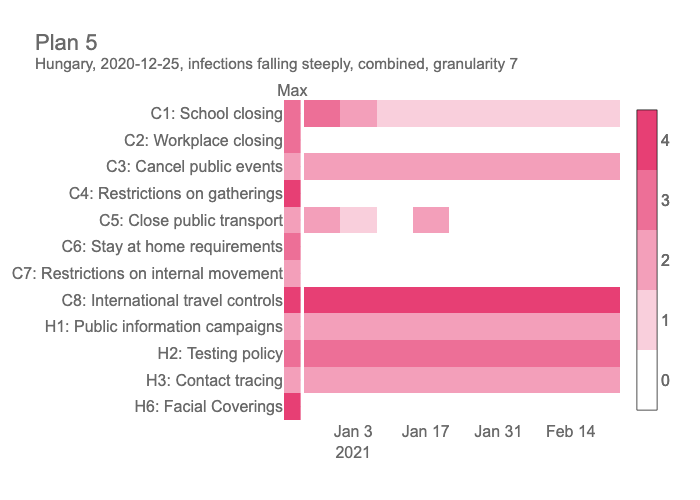 Plan 5
Hungary, 2020-12-25, infections falling steeply, combined, granularity 7
Max
C1: School closing
C2: Workplace closing
C3: Cancel public events
C4: Restrictions on gatherings
C5: Close public transport
C6: Stay at home requirements
C7: Restrictions on internal movement
C8: International travel controls
H1: Public information campaigns
H2: Testing policy
H3: Contact tracing
H6: Facial Coverings
4
3
2
1
0
Jan 3 Jan 17 Jan 31 Feb 14
2021